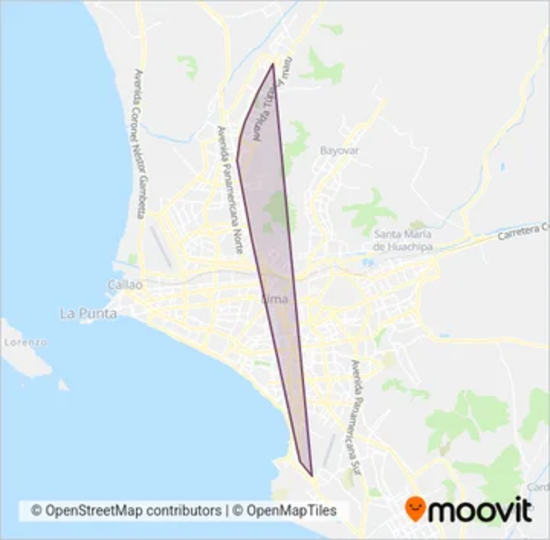 Avenida Túpac Amaru
Avenida Coronel Néstor Gambetta
Avenida Panamericana Norte
Bayovar
Santa María
de Huachipa
Carretera C
Callao
Lima
La Punta
Lorenzo
Avenida Panamericana Sur
Card
© OpenStreetMap contributors | © OpenMapTiles
moovit